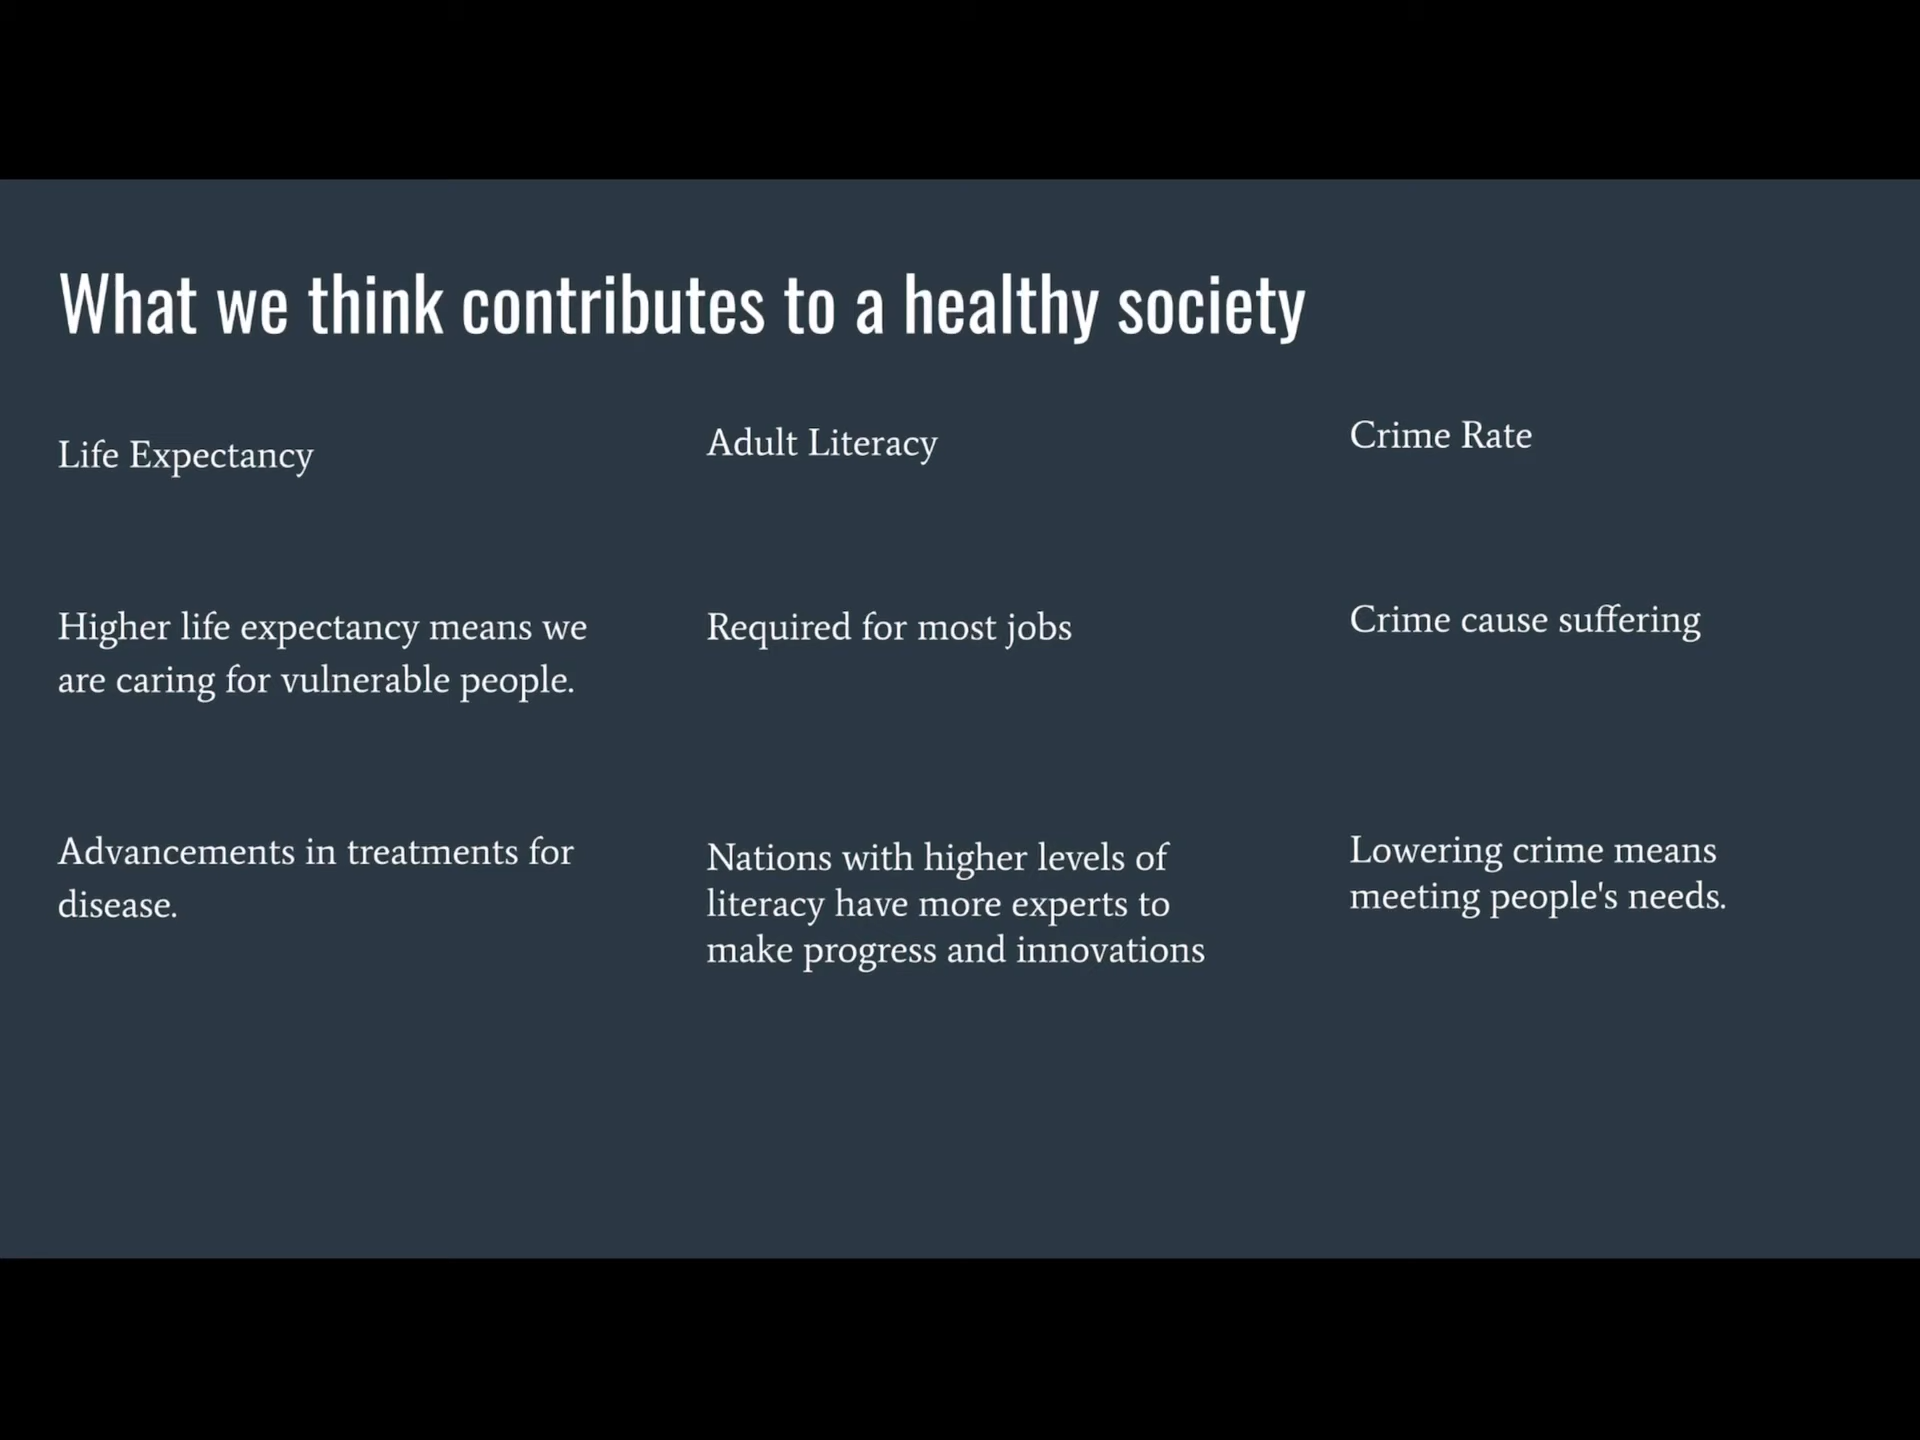 What we think contributes to a healthy society
Life Expectancy
Higher life expectancy means we
are caring for vulnerable people.
Advancements in treatments for
disease.
Adult Literacy
Required for most jobs
Nations with higher levels of
literacy have more experts to
make progress and innovations
Crime Rate
Crime cause suffering
Lowering crime means
meeting people's needs.